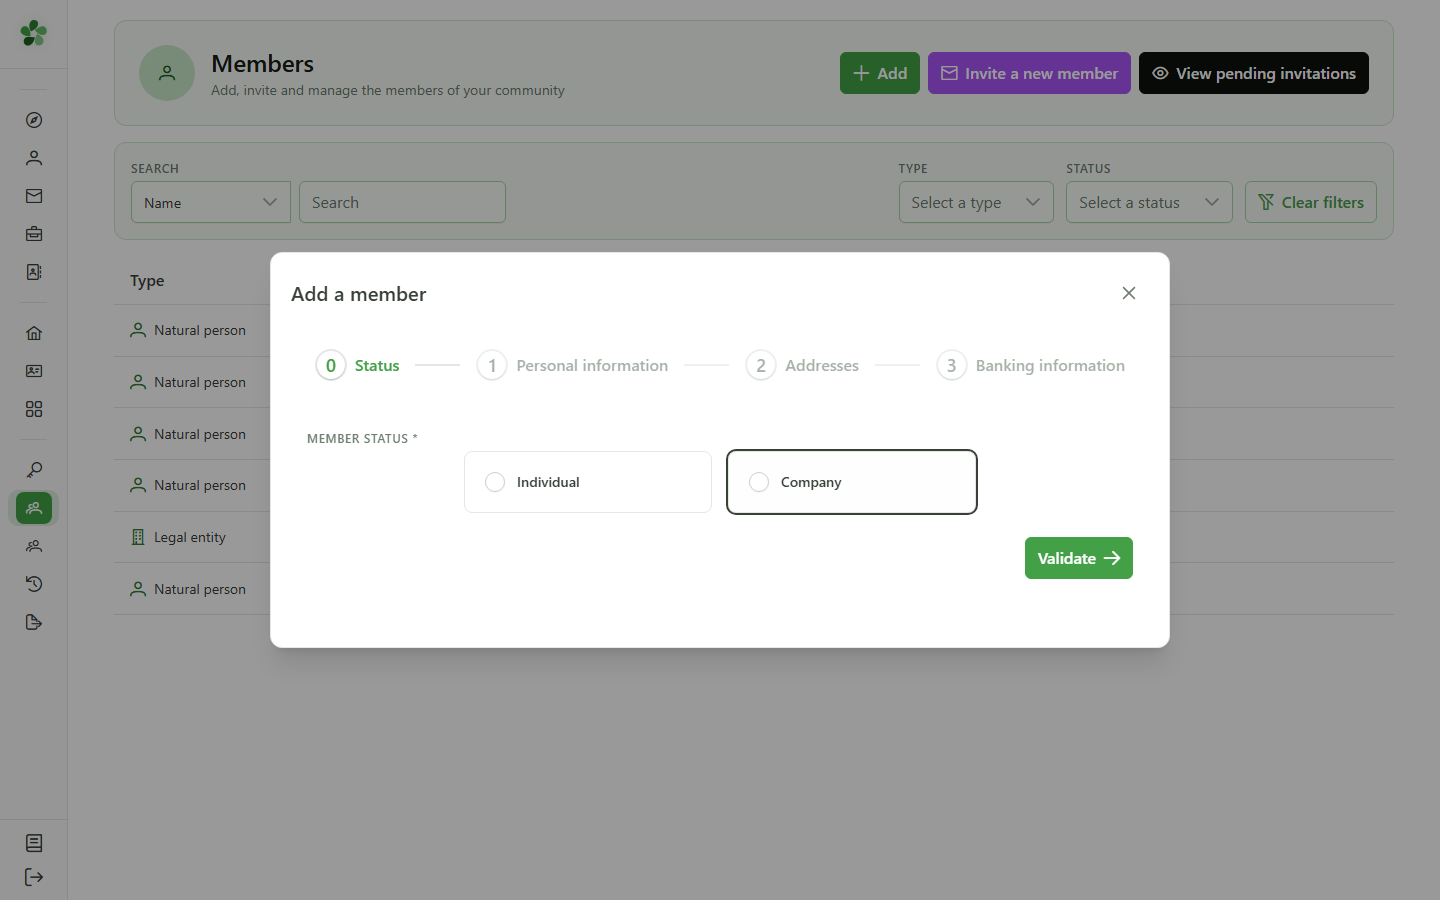 Members
Add, invite and manage the members of your community
Add
Invite a new member
View pending invitations
SEARCH
Name
Search
TYPE
Select a type
STATUS
Select a status
Clear filters
Type
Natural person
Natural person
Natural person
Natural person
Legal entity
Natural person
Add a member
0 Status
1 Personal information
2 Addresses
3 Banking information
MEMBER STATUS *
Individual
Company
Validate